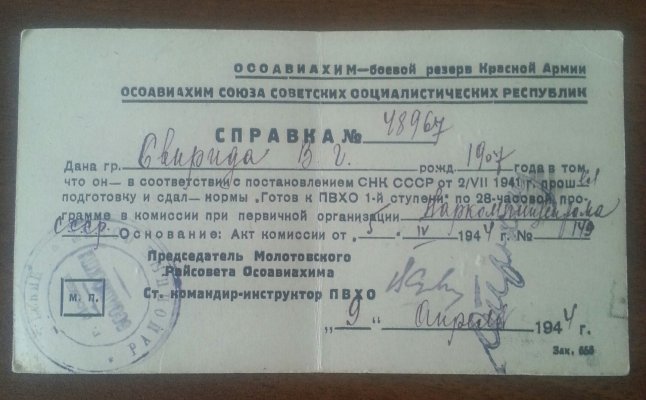 ОСОАВИАХИМ—боевой резерв Красной Армии
ОСОАВИАХИМ СОЮЗА СОВЕТСКИХ СОЦИАЛИСТИЧЕСКИХ РЕСПУБЛИК
СПРАВКА № 48967
Дана гр. Свирида В. Г. рожд 1907 года в том,
что он— в соответствии с постановлением СНК СССР от 2/VII 1941 г. прош
подготовку и сдал— нормы „Готов к ПВХО 1-й ступени" по 28-часовой про-
грамме в комиссии при первичной организации Наркомпищепрома
СССР Основание: Акт комиссии от 5 IV 1944 г. №
Председатель Молотовского
Райсовета Осоавиахима
М. П. Ст. командир-инструктор ПВХО
„9" Апреля 1944 г.
Зак. 655